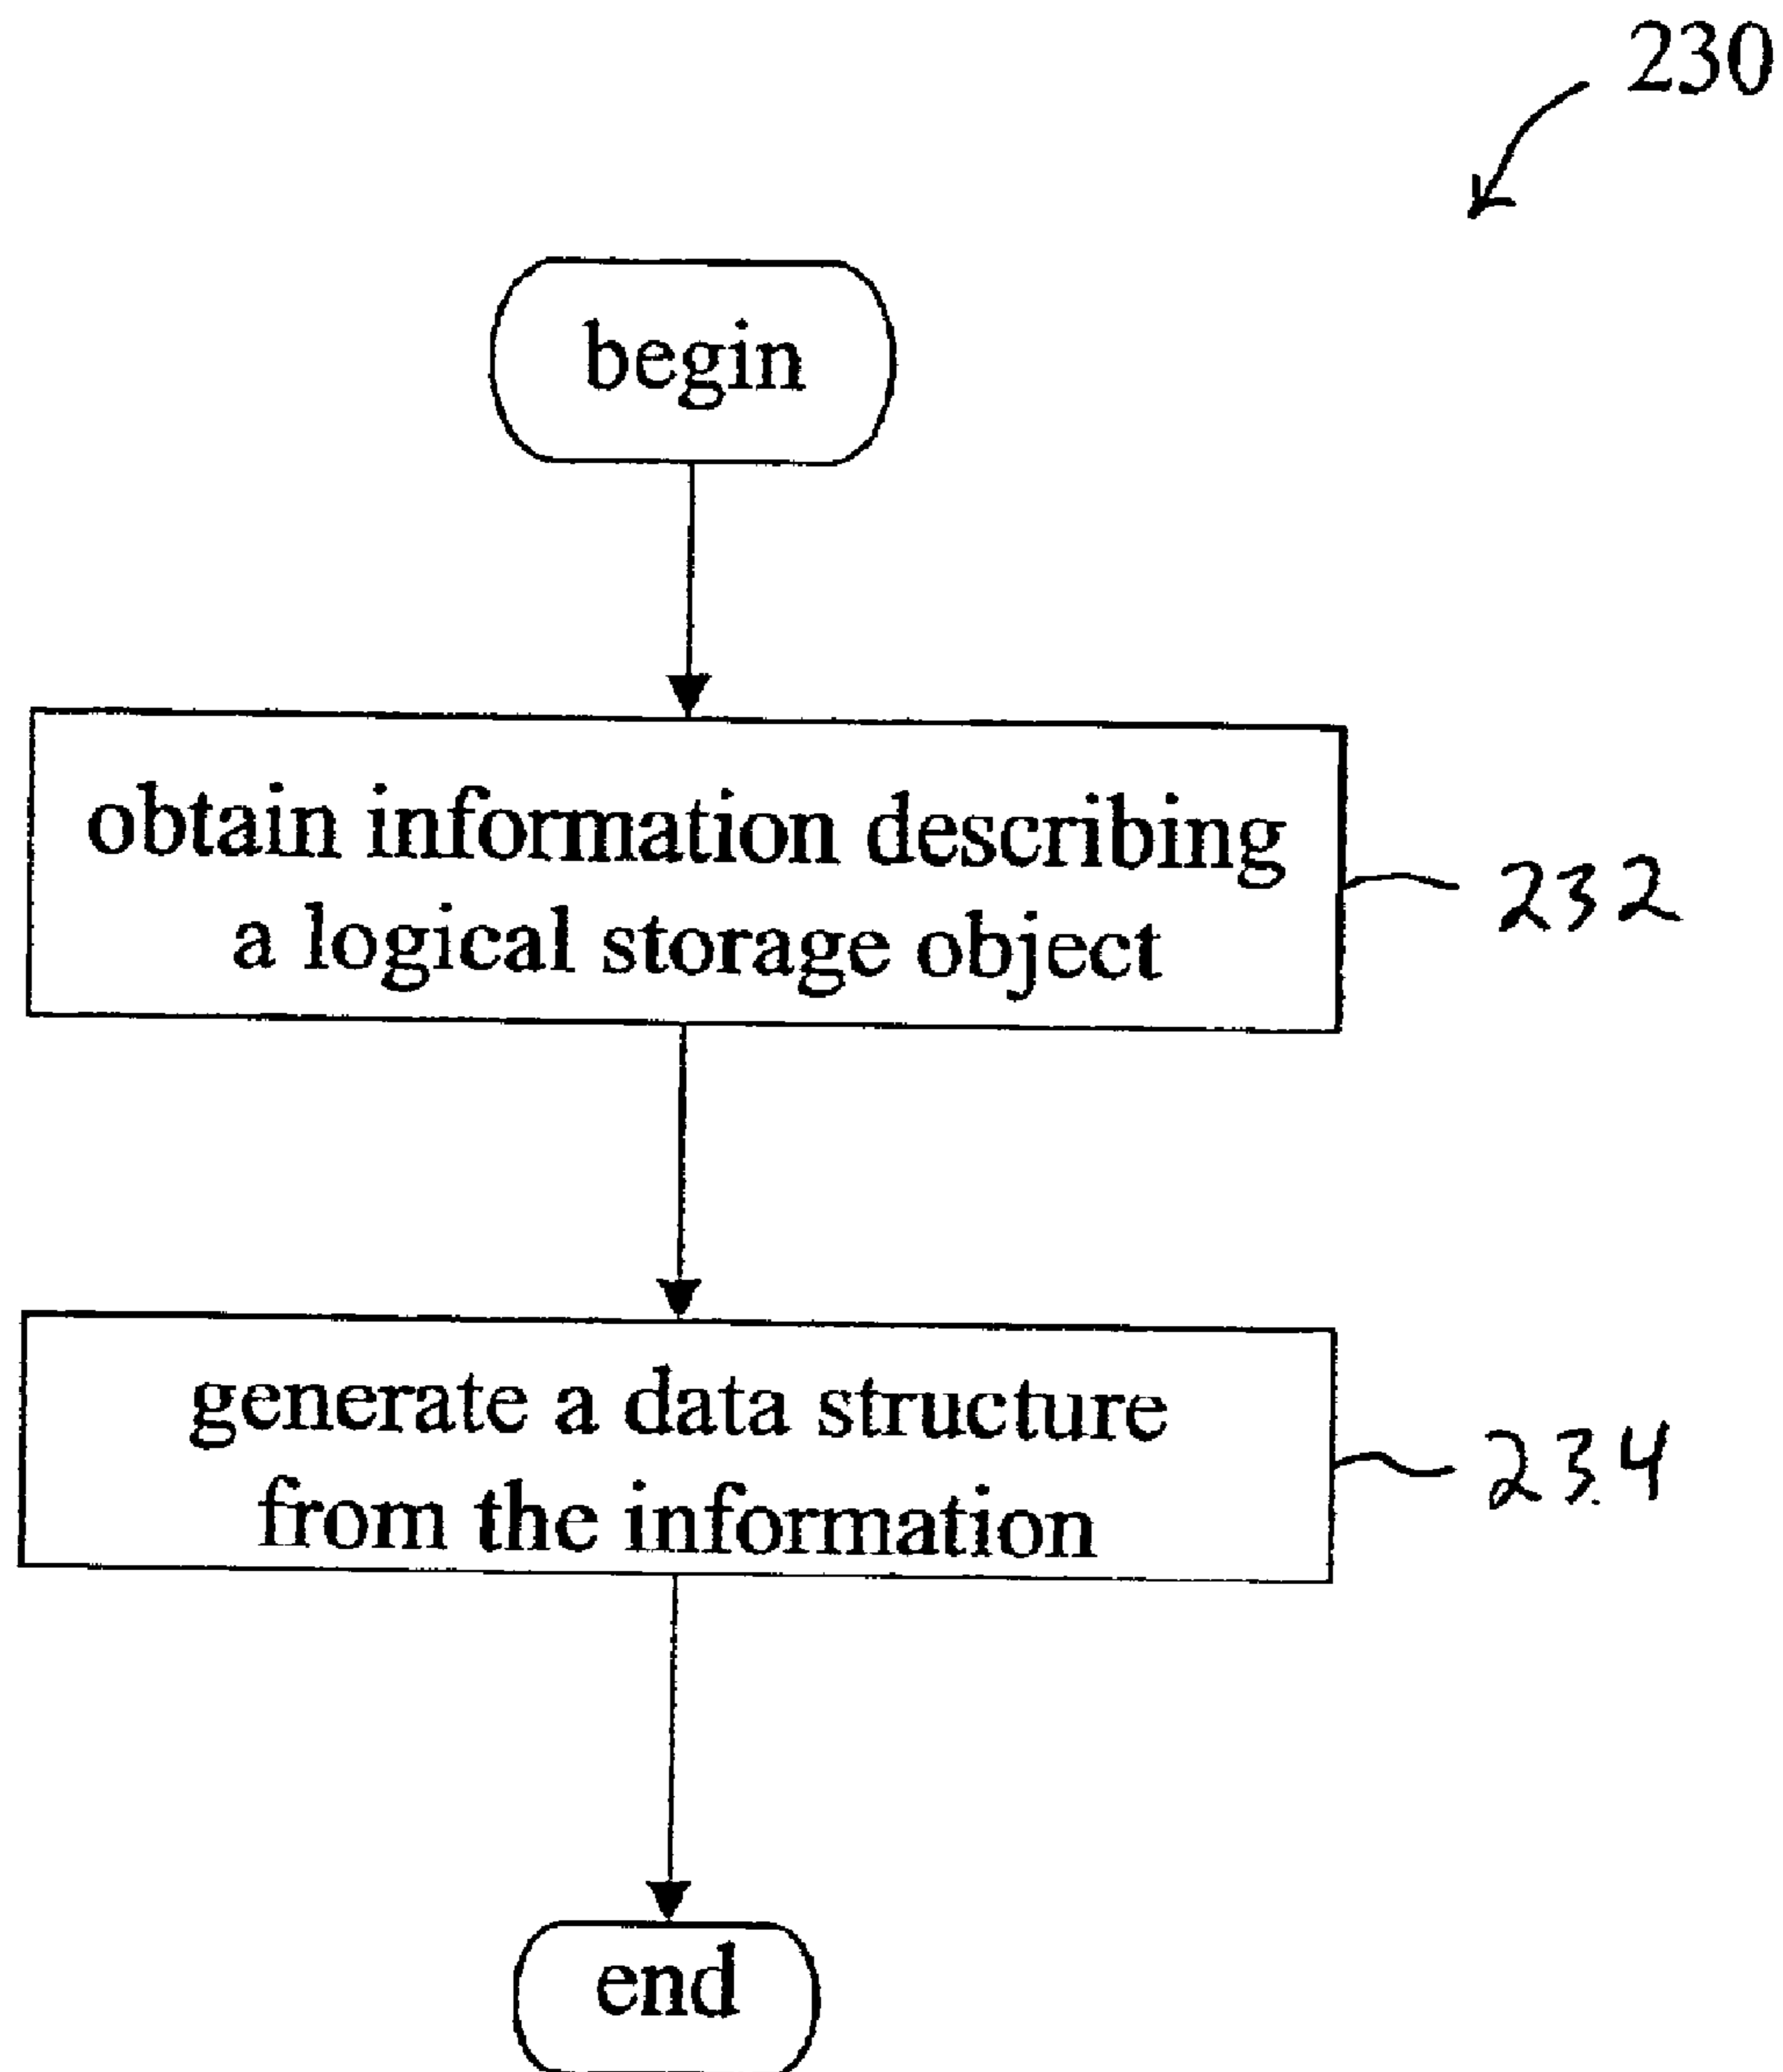 230
begin
obtain information describing
a logical storage object
232
generate a data structure
from the information
234
end